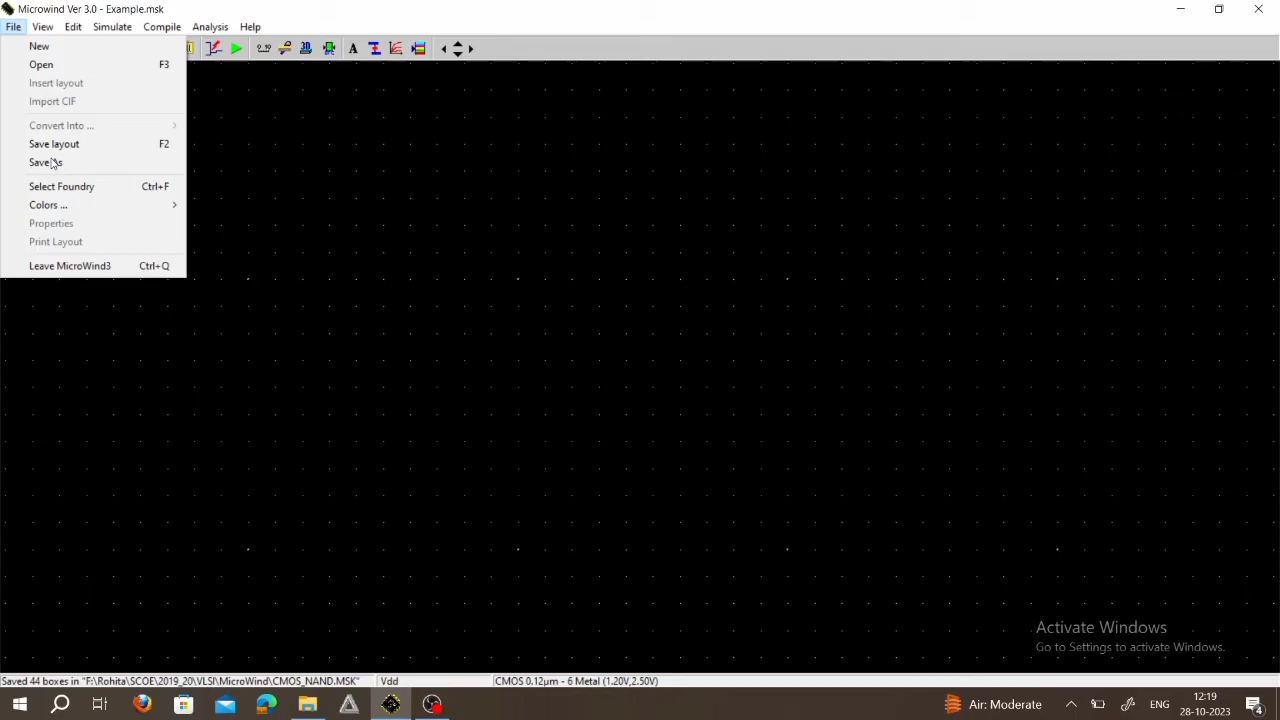 Microwind Ver 3.0 - Example.msk
File View Edit Simulate Compile Analysis Help
New
Open F3
Insert layout
Import CIF
Convert Into ...
Save layout F2
Save As
Select Foundry Ctrl+F
Colors ...
Properties
Print Layout
Leave MicroWind3 Ctrl+Q
Activate Windows
Go to Settings to activate Windows.
Saved 44 boxes in "F:\Rohita\SCOE\2019_20\VLSI\MicroWind\CMOS_NAND.MSK" Vdd CMOS 0.12µm - 6 Metal (1.20V,2.50V)
Air: Moderate ENG 12:19
28-10-2023 4